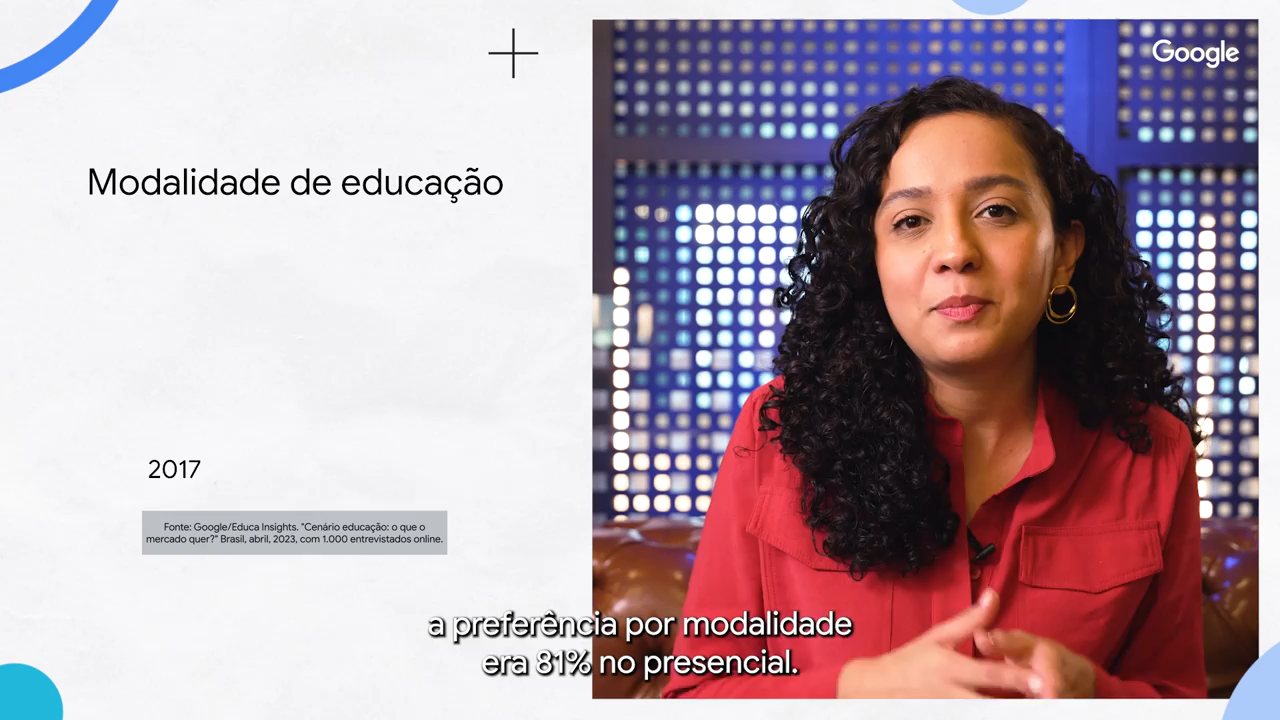 Google
Modalidade de educação
2017
Fonte: Google/Educa Insights. "Cenário educação: o que o
mercado quer?" Brasil, abril, 2023, com 1.000 entrevistados online.
a preferência por modalidade
era 81% no presencial.